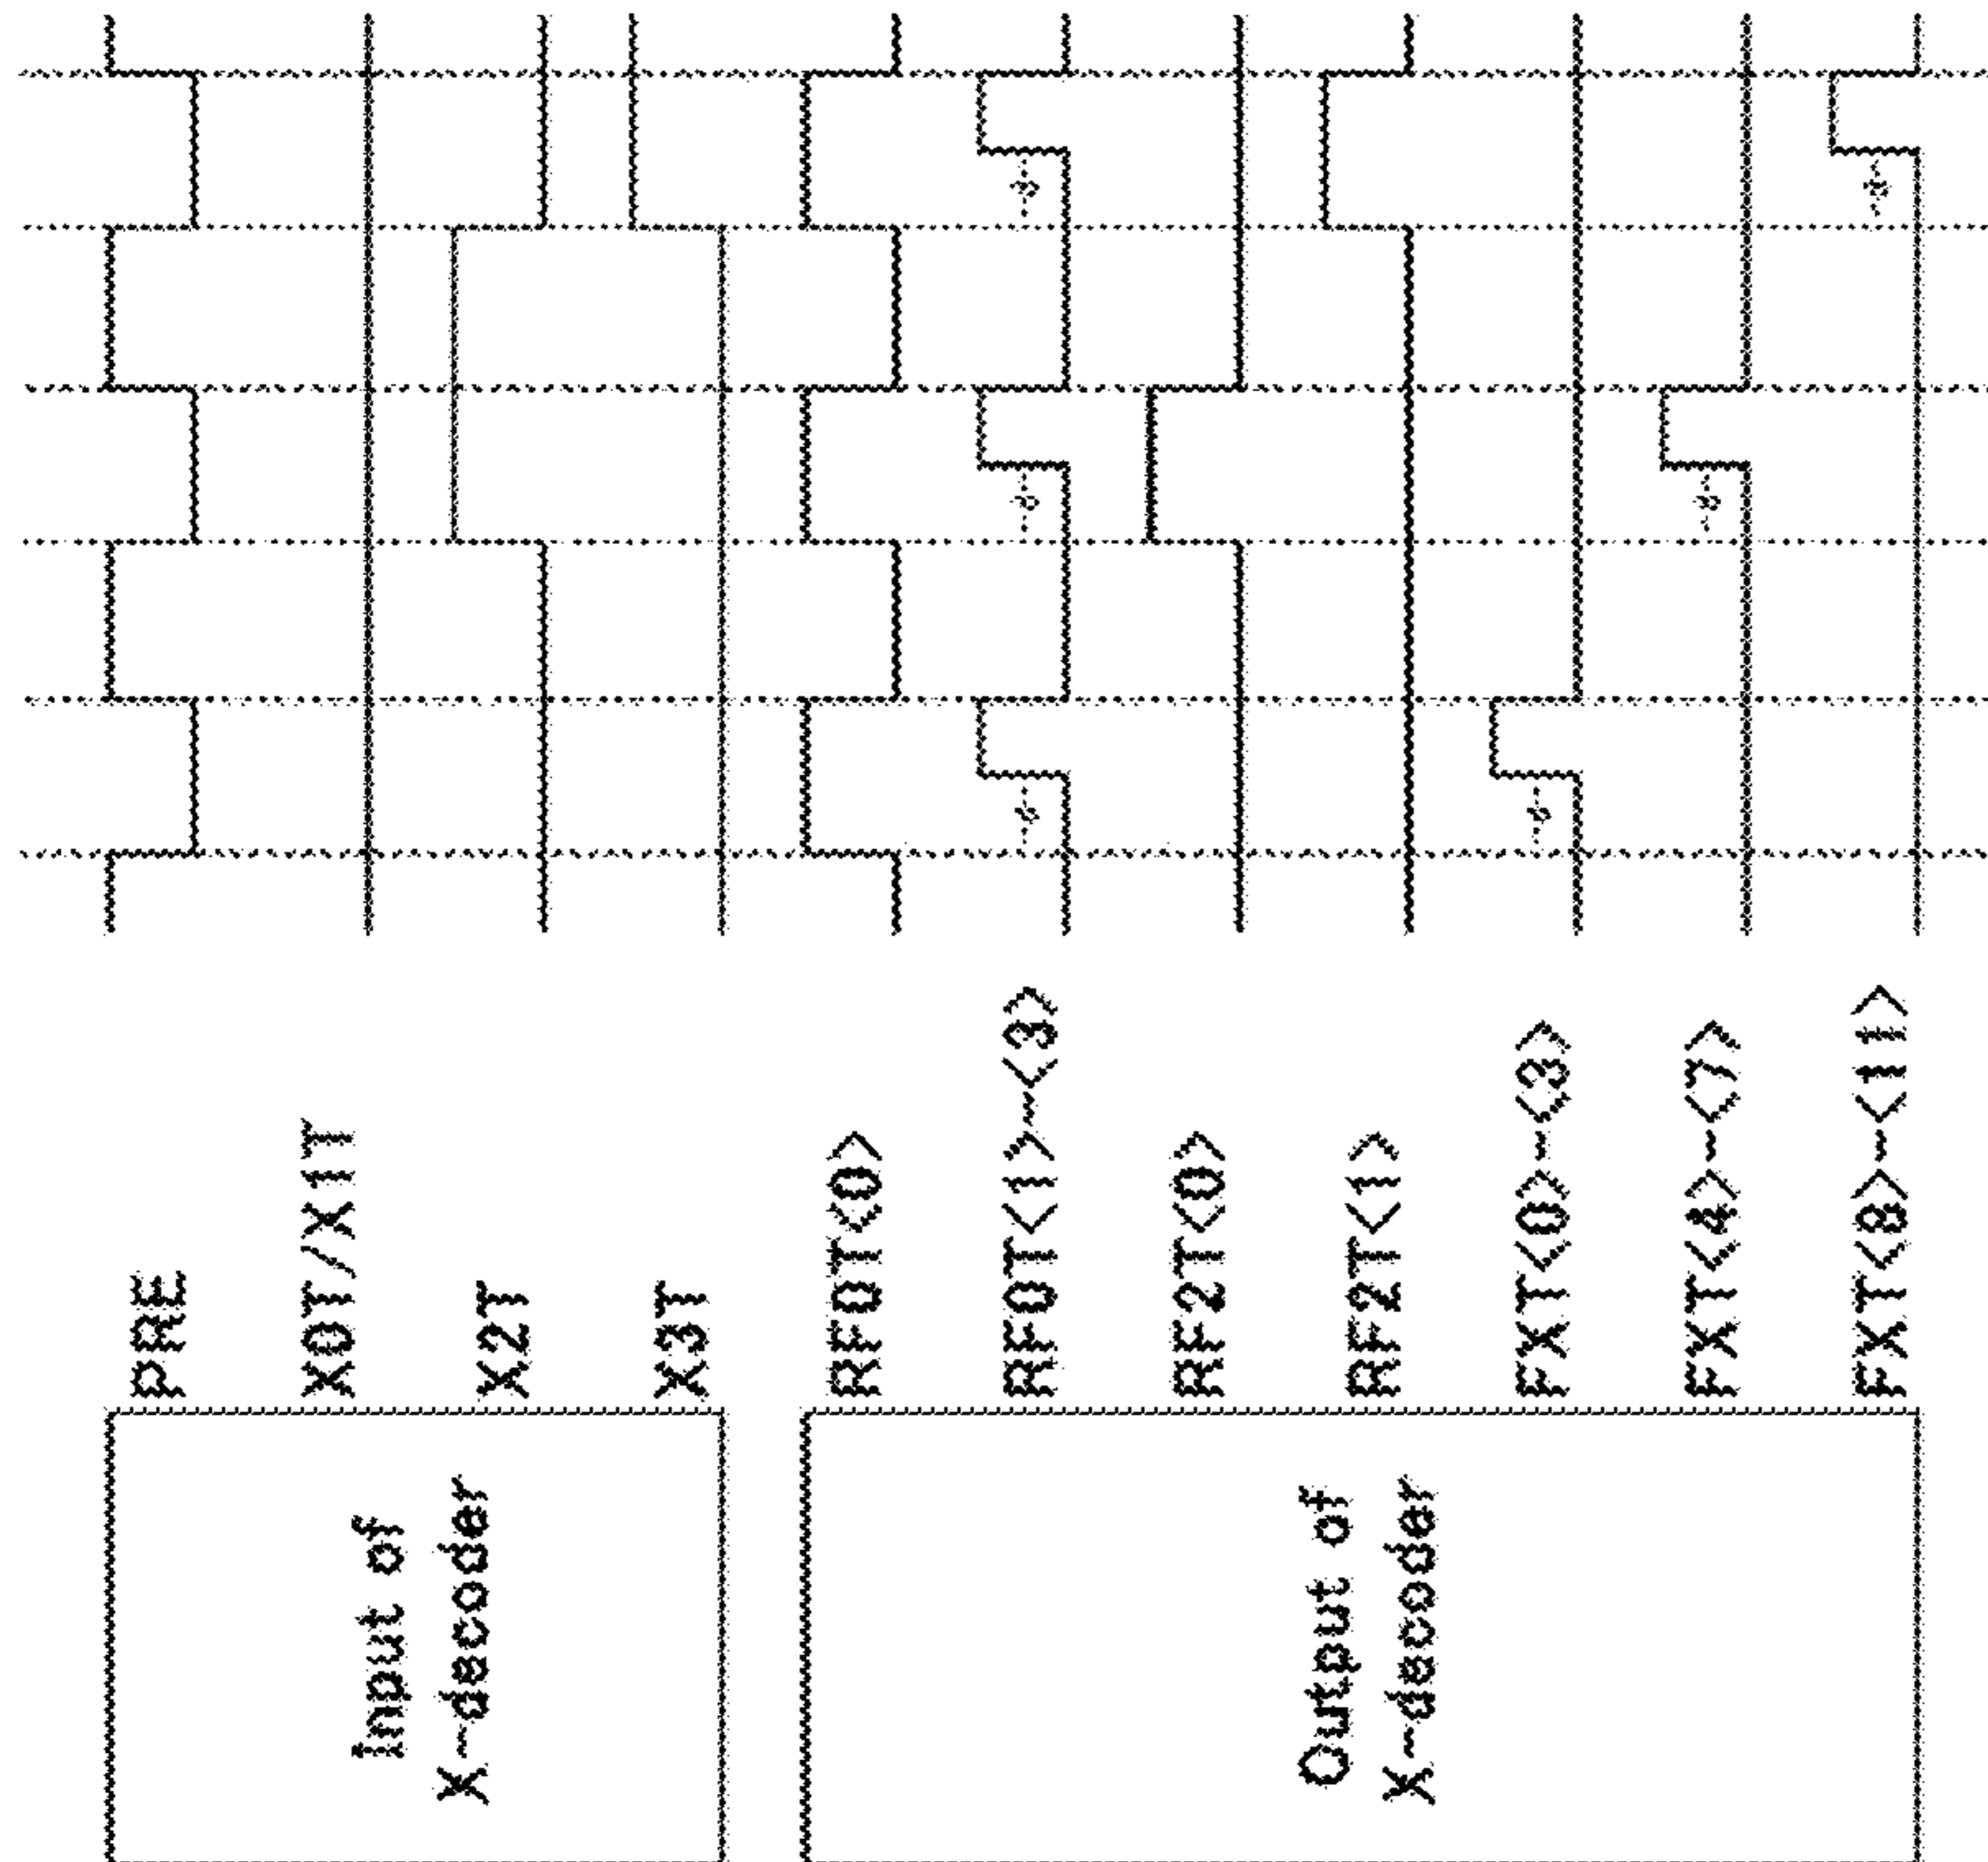 Input of
X-decoder
PRE
X0T/X1T
X2T
X3T
Output of
X-decoder
RF0T<0>
RF0T<1>~<3>
RF2T<0>
RF2T<1>
FXT<0>~<3>
FXT<4>~<7>
FXT<8>~<11>